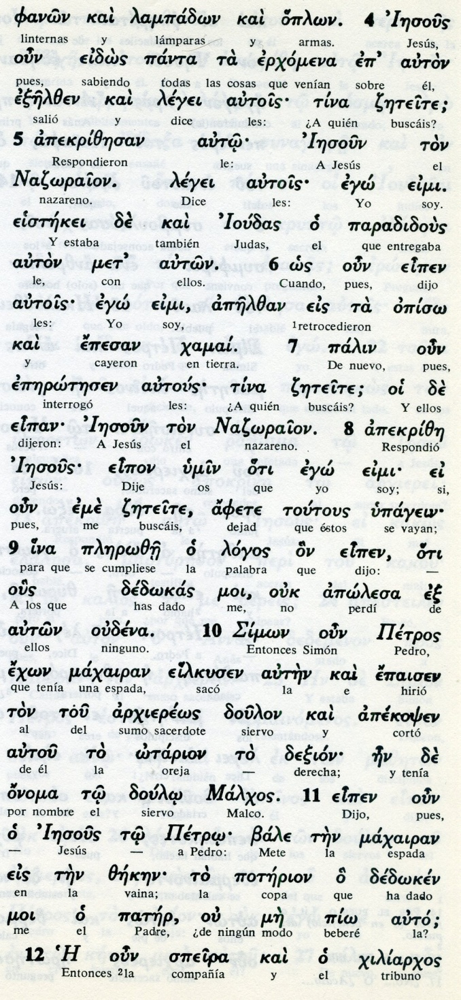 φανῶν καὶ λαμπάδων καὶ ὅπλων. 4 Ἰησοῦς
linternas y lámparas y armas. Jesús,
οὖν εἰδὼς πάντα τὰ ἐρχόμενα ἐπ' αὐτὸν
pues, sabiendo todas las cosas que venían sobre él,
ἐξῆλθεν καὶ λέγει αὐτοῖς· τίνα ζητεῖτε;
salió y dice les: ¿A quién buscáis?
5 ἀπεκρίθησαν αὐτῷ· Ἰησοῦν τὸν
Respondieron le: A Jesús el
Ναζωραῖον. λέγει αὐτοῖς· ἐγώ εἰμι.
nazareno. Dice les: Yo soy.
εἱστήκει δὲ καὶ Ἰούδας ὁ παραδιδοὺς
Y estaba también Judas, el que entregaba
αὐτὸν μετ' αὐτῶν. 6 ὡς οὖν εἶπεν
le, con ellos. Cuando, pues, dijo
αὐτοῖς· ἐγώ εἰμι, ἀπῆλθαν εἰς τὰ ὀπίσω
les: Yo soy, 1retrocedieron
καὶ ἔπεσαν χαμαί. 7 πάλιν οὖν
y cayeron en tierra. De nuevo, pues,
ἐπηρώτησεν αὐτούς· τίνα ζητεῖτε; οἱ δὲ
interrogó les: ¿A quién buscáis? Y ellos
εἶπαν· Ἰησοῦν τὸν Ναζωραῖον. 8 ἀπεκρίθη
dijeron: A Jesús el nazareno. Respondió
Ἰησοῦς· εἶπον ὑμῖν ὅτι ἐγώ εἰμι· εἰ
Jesús: Dije os que yo soy; si,
οὖν ἐμὲ ζητεῖτε, ἄφετε τούτους ὑπάγειν·
pues, me buscáis, dejad que éstos se vayan;
9 ἵνα πληρωθῇ ὁ λόγος ὃν εἶπεν, ὅτι
para que se cumpliese la palabra que dijo: —
οὓς δέδωκάς μοι, οὐκ ἀπώλεσα ἐξ
A los que has dado me, no perdí de
αὐτῶν οὐδένα. 10 Σίμων οὖν Πέτρος
ellos ninguno. Entonces Simón Pedro,
ἔχων μάχαιραν εἵλκυσεν αὐτὴν καὶ ἔπαισεν
que tenía una espada, sacó la e hirió
τὸν τοῦ ἀρχιερέως δοῦλον καὶ ἀπέκοψεν
al del sumo sacerdote siervo y cortó
αὐτοῦ τὸ ὠτάριον τὸ δεξιόν· ἦν δὲ
de él la oreja — derecha; y tenía
ὄνομα τῷ δούλῳ Μάλχος. 11 εἶπεν οὖν
por nombre el siervo Malco. Dijo, pues,
ὁ Ἰησοῦς τῷ Πέτρῳ· βάλε τὴν μάχαιραν
— Jesús — a Pedro: Mete la espada
εἰς τὴν θήκην· τὸ ποτήριον ὃ δέδωκέν
en la vaina; la copa que ha dado
μοι ὁ πατήρ, οὐ μὴ πίω αὐτό;
me el Padre, ¿de ningún modo beberé la?
12 Ἡ οὖν σπεῖρα καὶ ὁ χιλίαρχος
Entonces 2la compañía y el tribuno